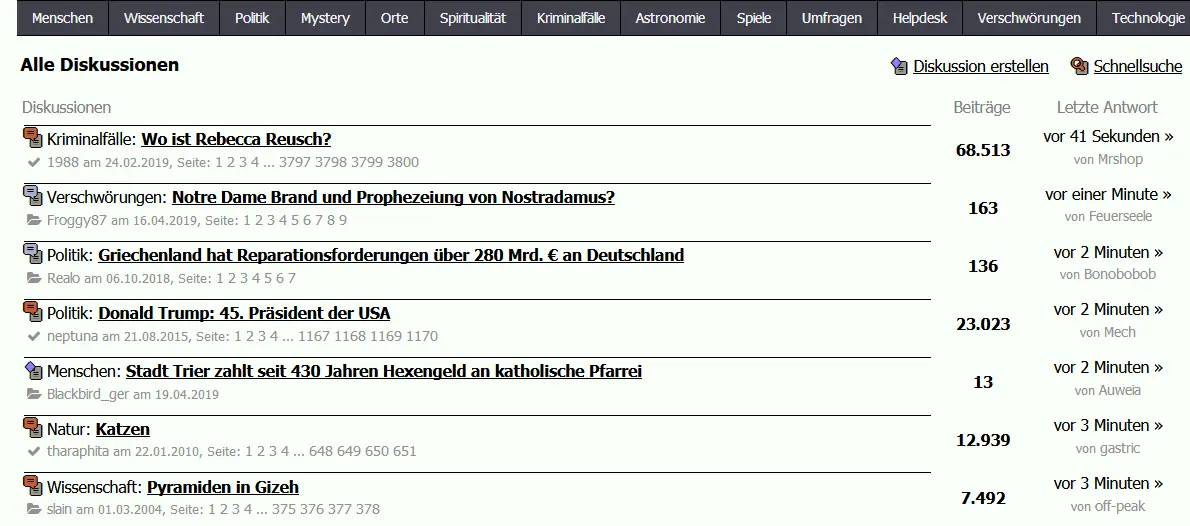 Menschen Wissenschaft Politik Mystery Orte Spiritualität Kriminalfälle Astronomie Spiele Umfragen Helpdesk Verschwörungen Technologie
Alle Diskussionen Diskussion erstellen Schnellsuche
Diskussionen Beiträge Letzte Antwort
Kriminalfälle: Wo ist Rebecca Reusch? 68.513 vor 41 Sekunden »
1988 am 24.02.2019, Seite: 1 2 3 4 ... 3797 3798 3799 3800 von Mrshop
Verschwörungen: Notre Dame Brand und Prophezeiung von Nostradamus? 163 vor einer Minute »
Froggy87 am 16.04.2019, Seite: 1 2 3 4 5 6 7 8 9 von Feuerseele
Politik: Griechenland hat Reparationsforderungen über 280 Mrd. € an Deutschland 136 vor 2 Minuten »
Realo am 06.10.2018, Seite: 1 2 3 4 5 6 7 von Bonobobob
Politik: Donald Trump: 45. Präsident der USA 23.023 vor 2 Minuten »
neptuna am 21.08.2015, Seite: 1 2 3 4 ... 1167 1168 1169 1170 von Mech
Menschen: Stadt Trier zahlt seit 430 Jahren Hexengeld an katholische Pfarrei 13 vor 2 Minuten »
Blackbird_ger am 19.04.2019 von Auweia
Natur: Katzen 12.939 vor 3 Minuten »
tharaphita am 22.01.2010, Seite: 1 2 3 4 ... 648 649 650 651 von gastric
Wissenschaft: Pyramiden in Gizeh 7.492 vor 3 Minuten »
slain am 01.03.2004, Seite: 1 2 3 4 ... 375 376 377 378 von off-peak